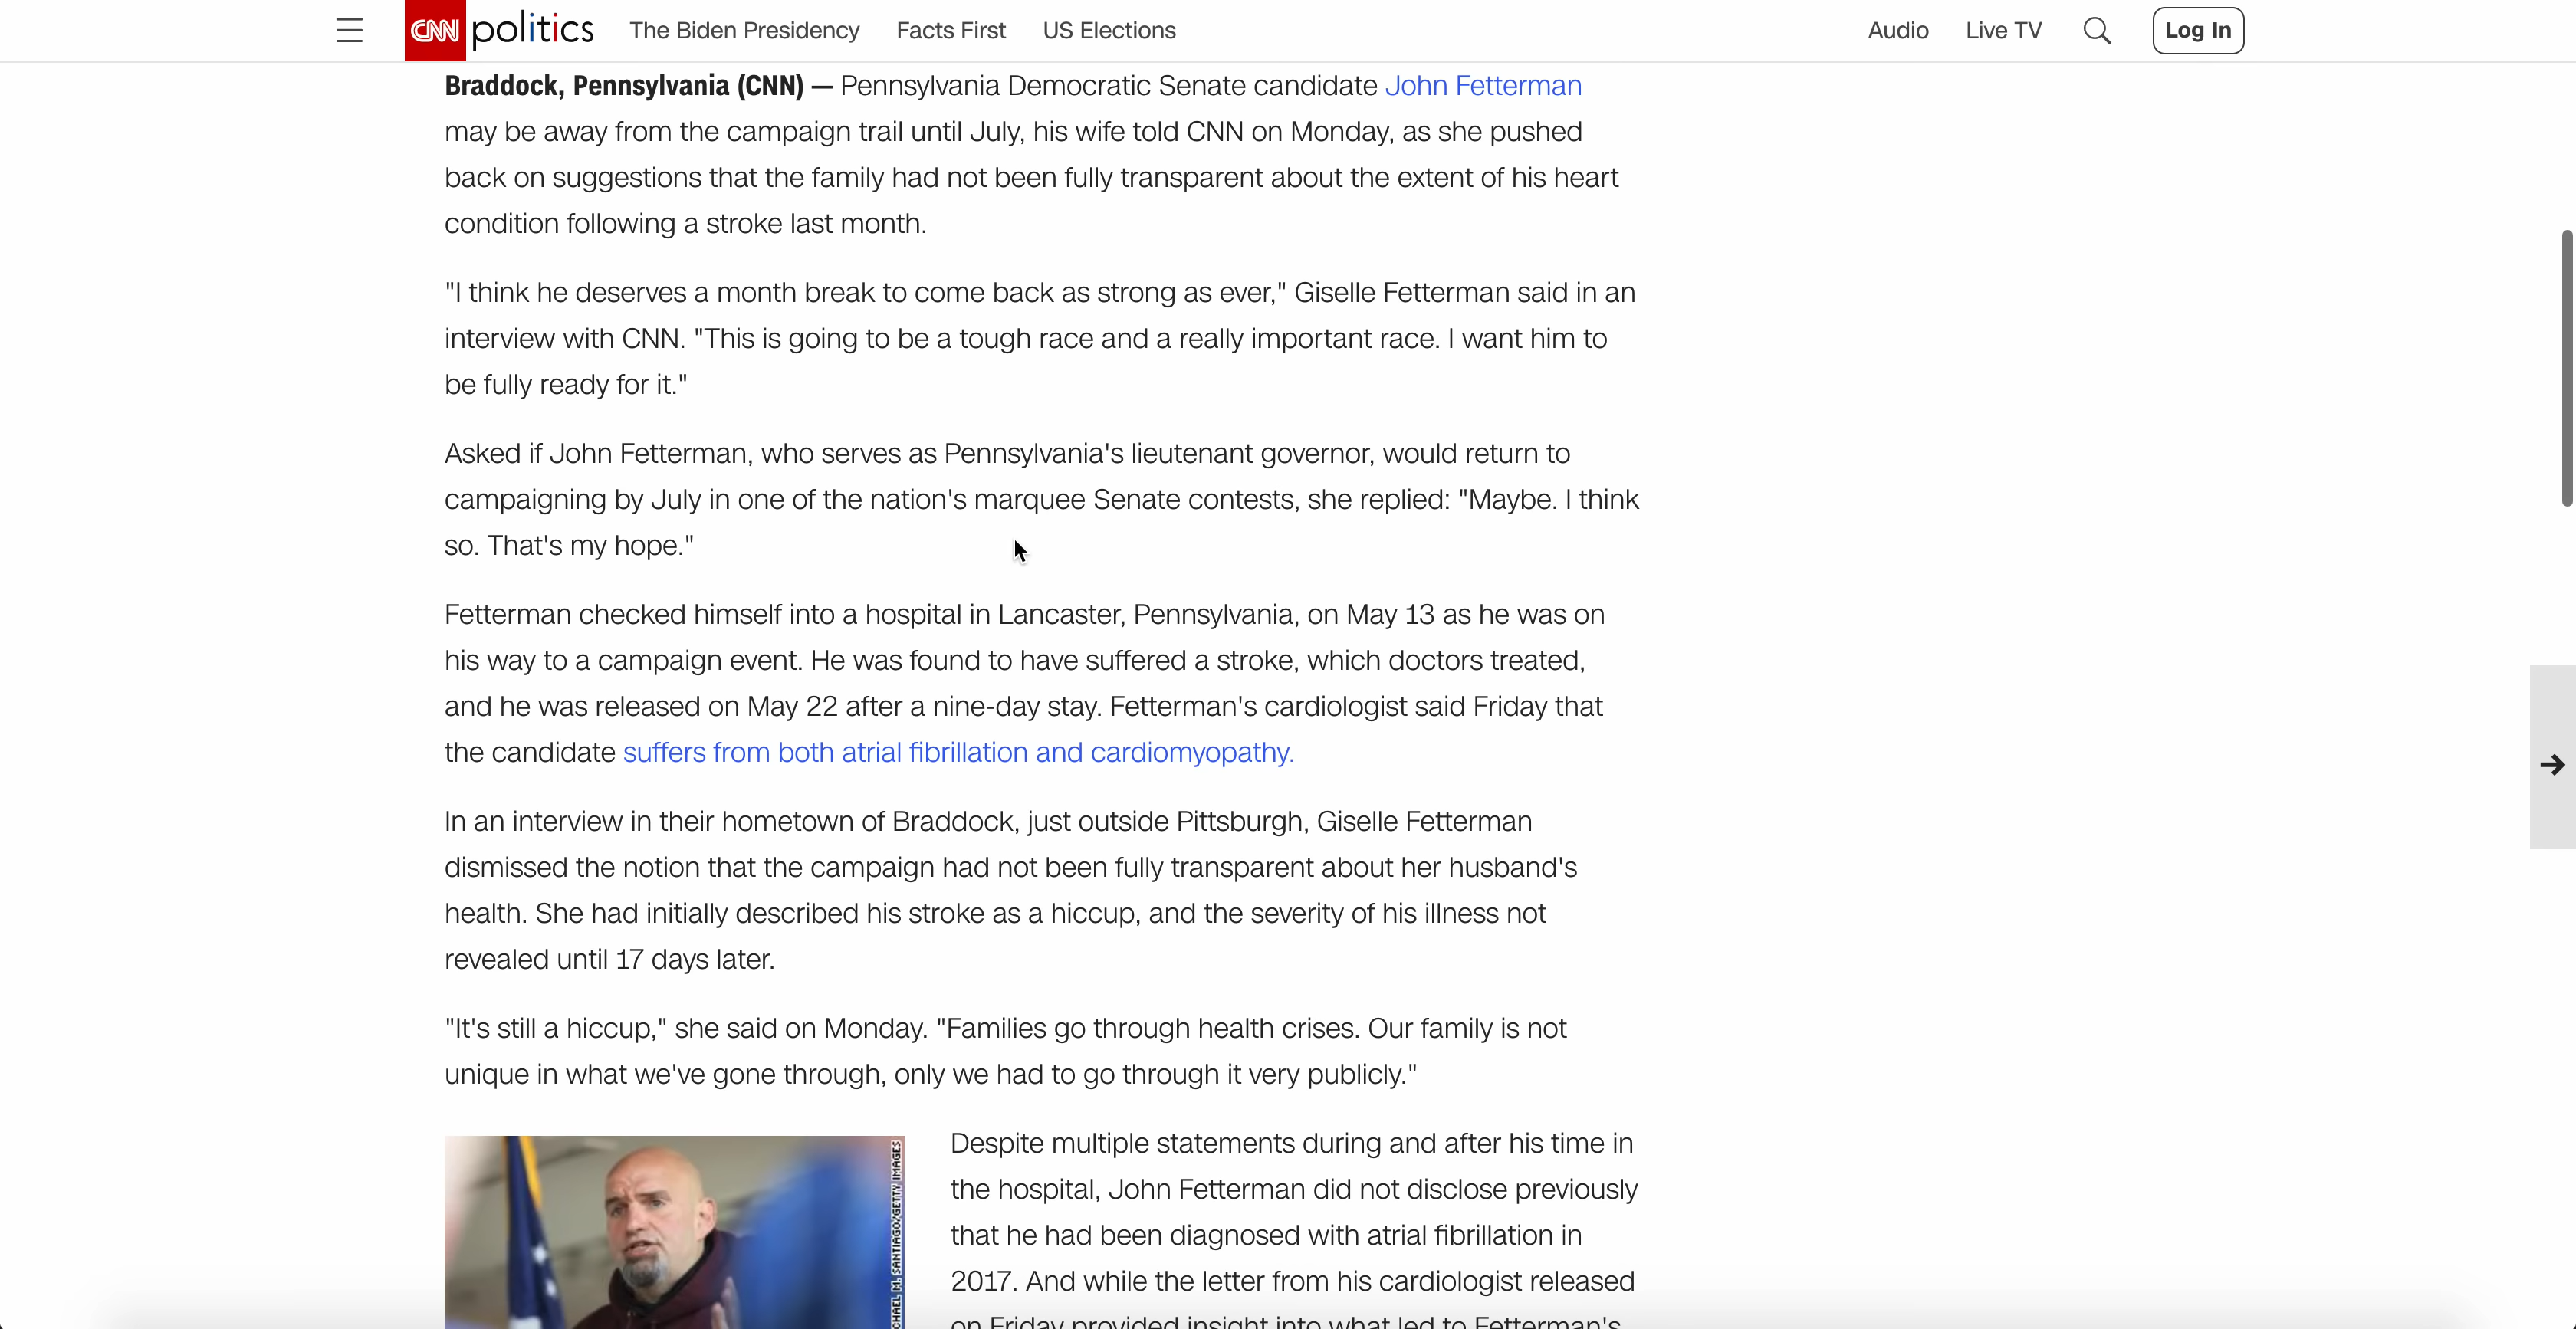 CNN politics The Biden Presidency Facts First US Elections Audio Live TV Log In
Braddock, Pennsylvania (CNN) — Pennsylvania Democratic Senate candidate John Fetterman
may be away from the campaign trail until July, his wife told CNN on Monday, as she pushed
back on suggestions that the family had not been fully transparent about the extent of his heart
condition following a stroke last month.
"I think he deserves a month break to come back as strong as ever," Giselle Fetterman said in an
interview with CNN. "This is going to be a tough race and a really important race. I want him to
be fully ready for it."
Asked if John Fetterman, who serves as Pennsylvania's lieutenant governor, would return to
campaigning by July in one of the nation's marquee Senate contests, she replied: "Maybe. I think
so. That's my hope."
Fetterman checked himself into a hospital in Lancaster, Pennsylvania, on May 13 as he was on
his way to a campaign event. He was found to have suffered a stroke, which doctors treated,
and he was released on May 22 after a nine-day stay. Fetterman's cardiologist said Friday that
the candidate suffers from both atrial fibrillation and cardiomyopathy.
In an interview in their hometown of Braddock, just outside Pittsburgh, Giselle Fetterman
dismissed the notion that the campaign had not been fully transparent about her husband's
health. She had initially described his stroke as a hiccup, and the severity of his illness not
revealed until 17 days later.
"It's still a hiccup," she said on Monday. "Families go through health crises. Our family is not
unique in what we've gone through, only we had to go through it very publicly."
CHAEL M. SANTIAGO/GETTY IMAGES
Despite multiple statements during and after his time in
the hospital, John Fetterman did not disclose previously
that he had been diagnosed with atrial fibrillation in
2017. And while the letter from his cardiologist released
on Friday provided insight into what led to Fetterman's